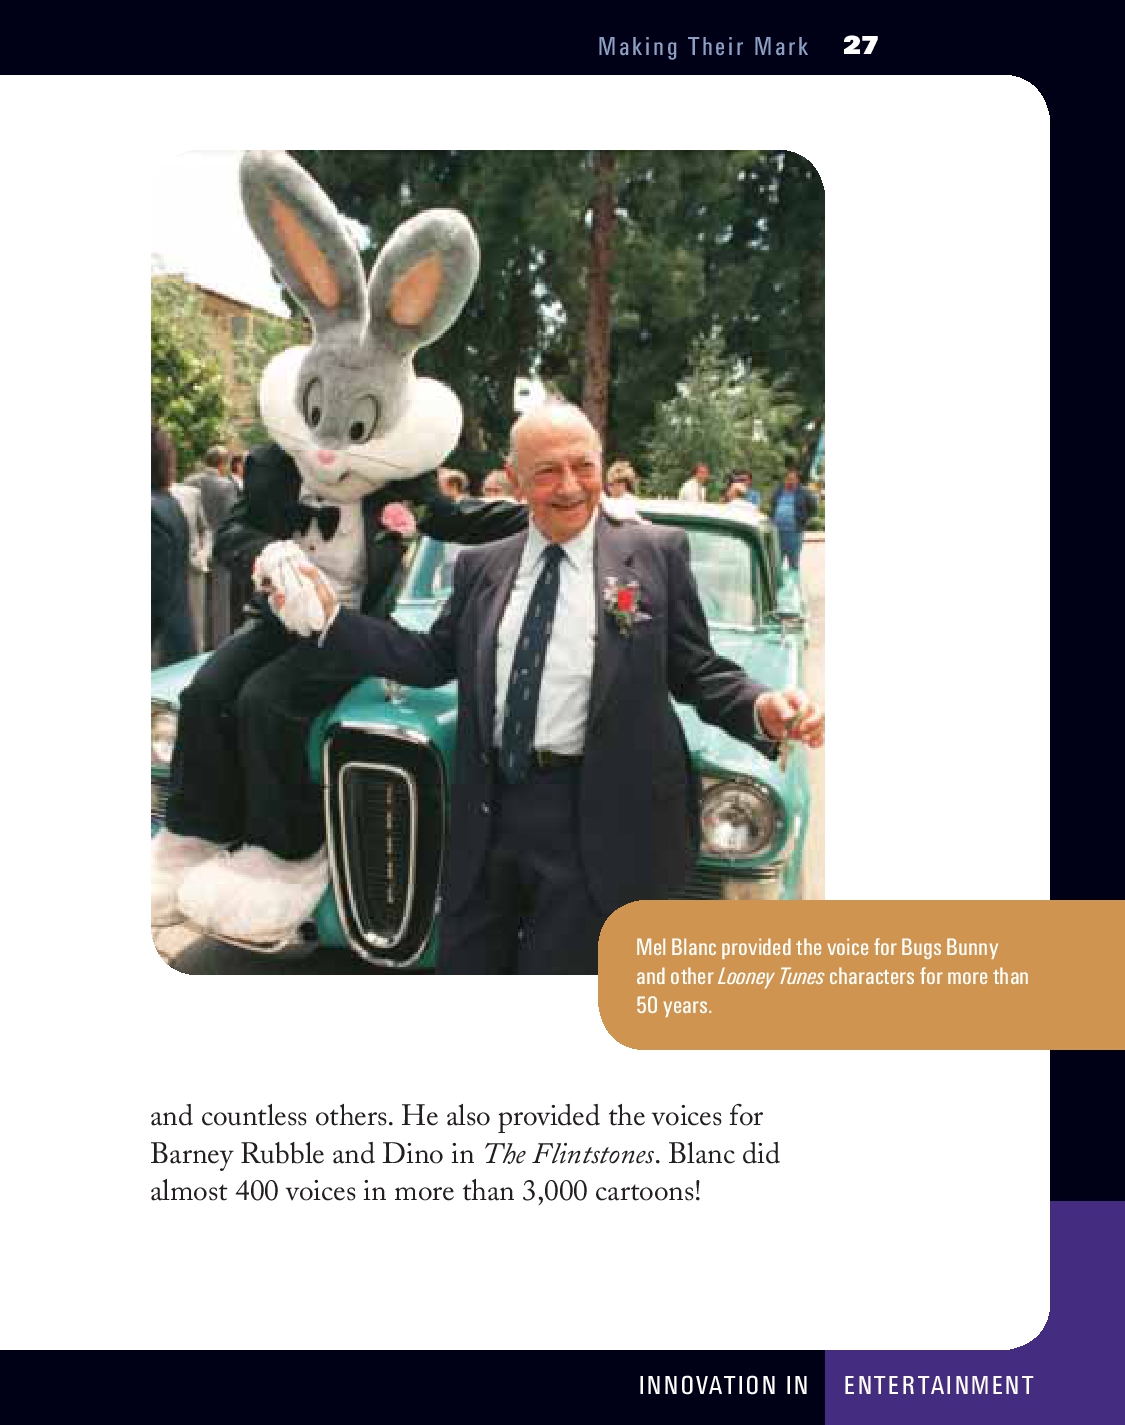 Making Their Mark 27
Mel Blanc provided the voice for Bugs Bunny
and other Looney Tunes characters for more than
50 years.
and countless others. He also provided the voices for
Barney Rubble and Dino in The Flintstones. Blanc did
almost 400 voices in more than 3,000 cartoons!
INNOVATION IN ENTERTAINMENT